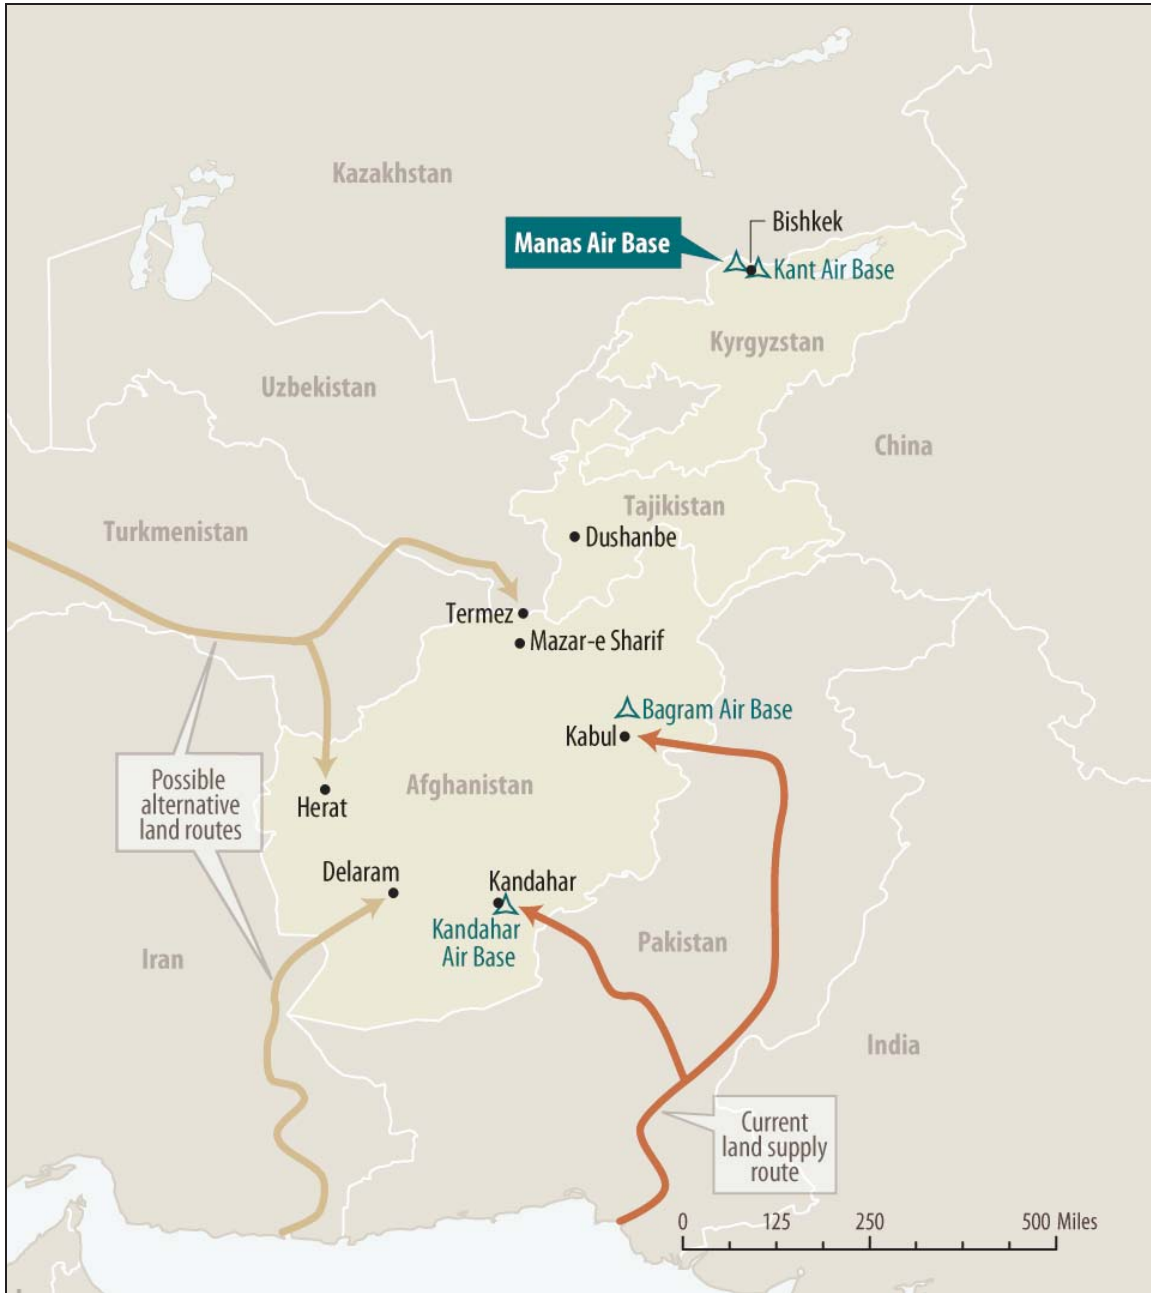 Kazakhstan
Bishkek
Manas Air Base
Kant Air Base
Kyrgyzstan
Uzbekistan
China
Tajikistan
Turkmenistan
Dushanbe
Termez
Mazar-e Sharif
Bagram Air Base
Kabul
Possible
alternative
land routes
Afghanistan
Herat
Delaram
Kandahar
Kandahar
Air Base
Pakistan
Iran
India
Current
land supply
route
0 125 250 500 Miles